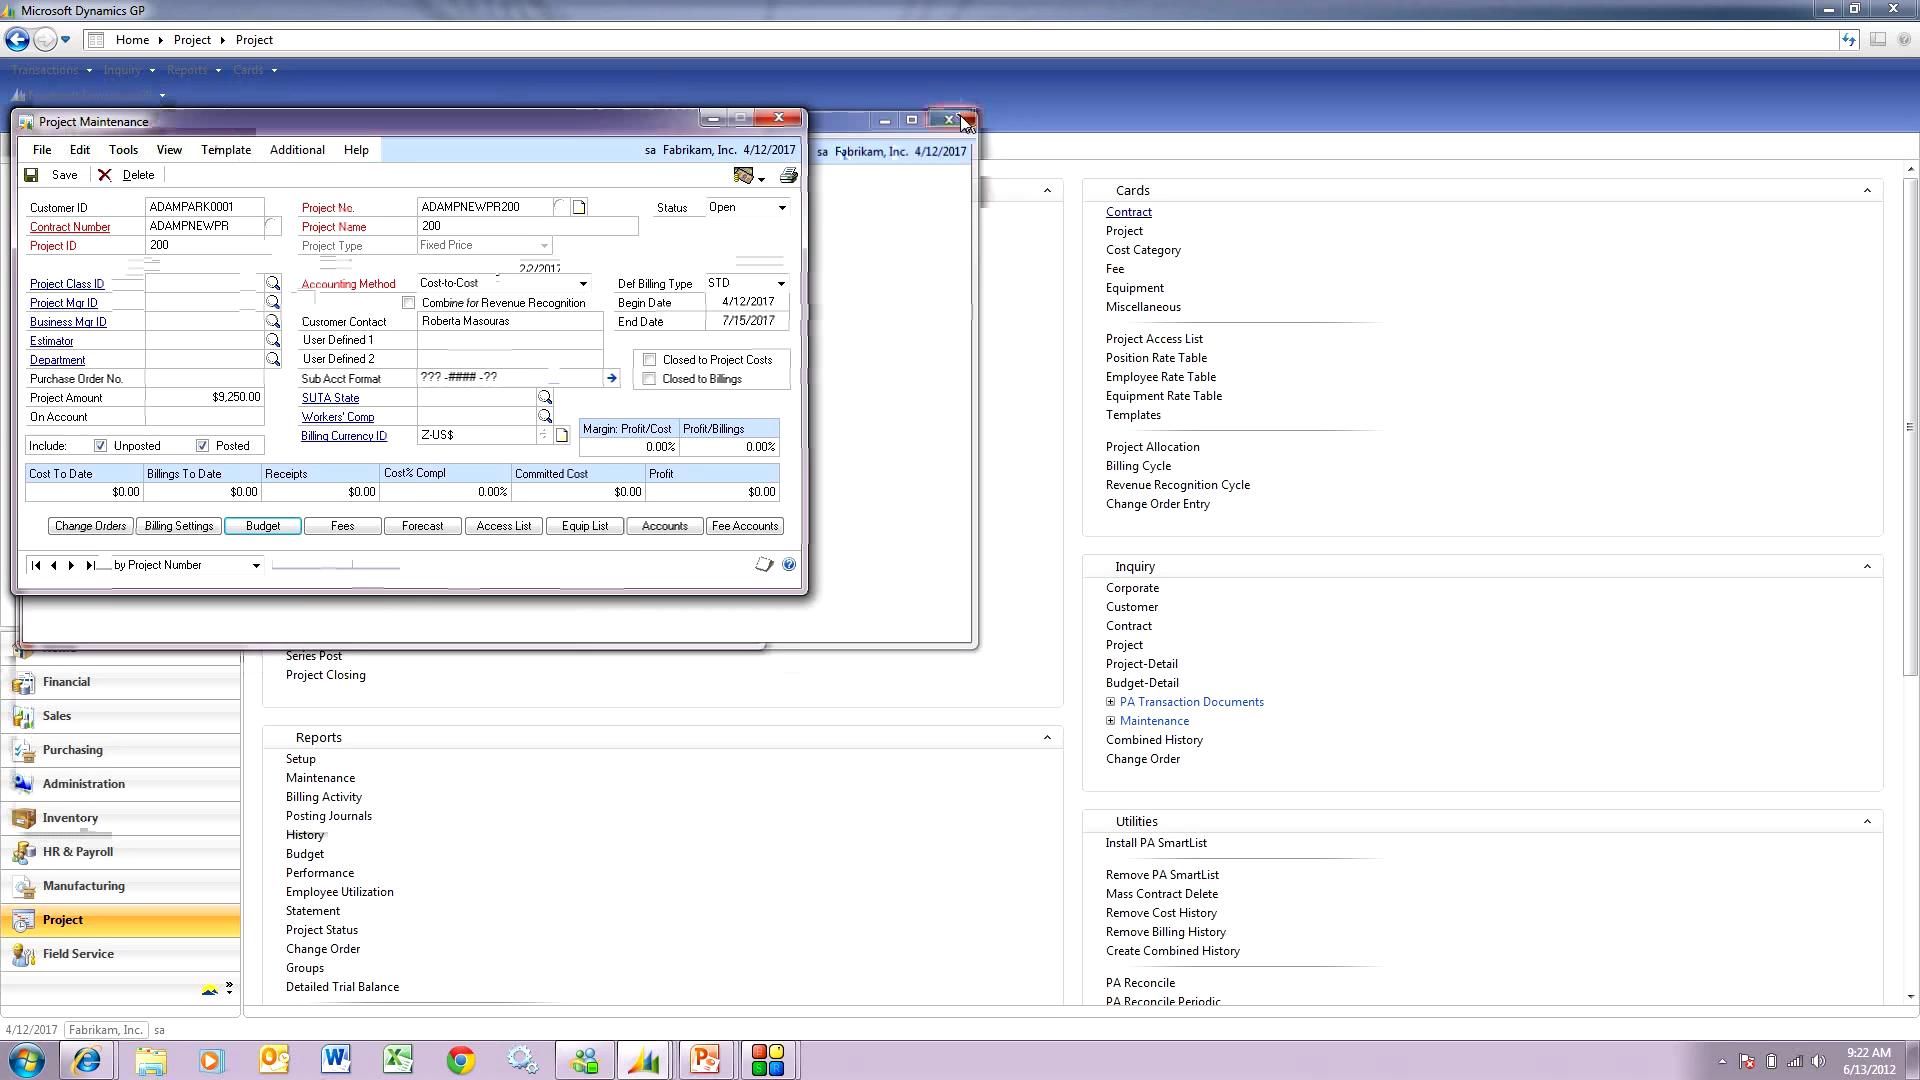 Microsoft Dynamics GP
Home Project Project
Transactions Inquiry Reports Cards
Project Maintenance
File Edit Tools View Template Additional Help sa Fabrikam, Inc. 4/12/2017
sa Fabrikam, Inc. 4/12/2017
Save Delete
Customer ID ADAMPARK0001 Project No. ADAMPNEWPR200 Status Open
Contract Number ADAMPNEWPR Project Name 200
Project ID 200 Project Type Fixed Price
2/2/2017
Project Class ID Accounting Method Cost-to-Cost Def Billing Type STD
Project Mgr ID Combine for Revenue Recognition Begin Date 4/12/2017
Business Mgr ID Customer Contact Roberta Masouras End Date 7/15/2017
Estimator User Defined 1
Department User Defined 2 Closed to Project Costs
Purchase Order No. Sub Acct Format ??? -#### -?? Closed to Billings
Project Amount $9,250.00 SUTA State
On Account Workers' Comp
Billing Currency ID Z-US$
Margin: Profit/Cost Profit/Billings
0.00% 0.00%
Include: Unposted Posted
Cost To Date Billings To Date Receipts Cost% Compl Committed Cost Profit
$0.00 $0.00 $0.00 0.00% $0.00 $0.00
Change Orders Billing Settings Budget Fees Forecast Access List Equip List Accounts Fee Accounts
by Project Number
Financial
Sales
Purchasing
Administration
Inventory
HR & Payroll
Manufacturing
Project
Field Service
Series Post
Project Closing
Reports
Setup
Maintenance
Billing Activity
Posting Journals
History
Budget
Performance
Employee Utilization
Statement
Project Status
Change Order
Groups
Detailed Trial Balance
Cards
Contract
Project
Cost Category
Fee
Equipment
Miscellaneous
Project Access List
Position Rate Table
Employee Rate Table
Equipment Rate Table
Templates
Project Allocation
Billing Cycle
Revenue Recognition Cycle
Change Order Entry
Inquiry
Corporate
Customer
Contract
Project
Project-Detail
Budget-Detail
PA Transaction Documents
Maintenance
Combined History
Change Order
Utilities
Install PA SmartList
Remove PA SmartList
Mass Contract Delete
Remove Cost History
Remove Billing History
Create Combined History
PA Reconcile
PA Reconcile Periodic
4/12/2017 Fabrikam, Inc. sa
9:22 AM
6/13/2012